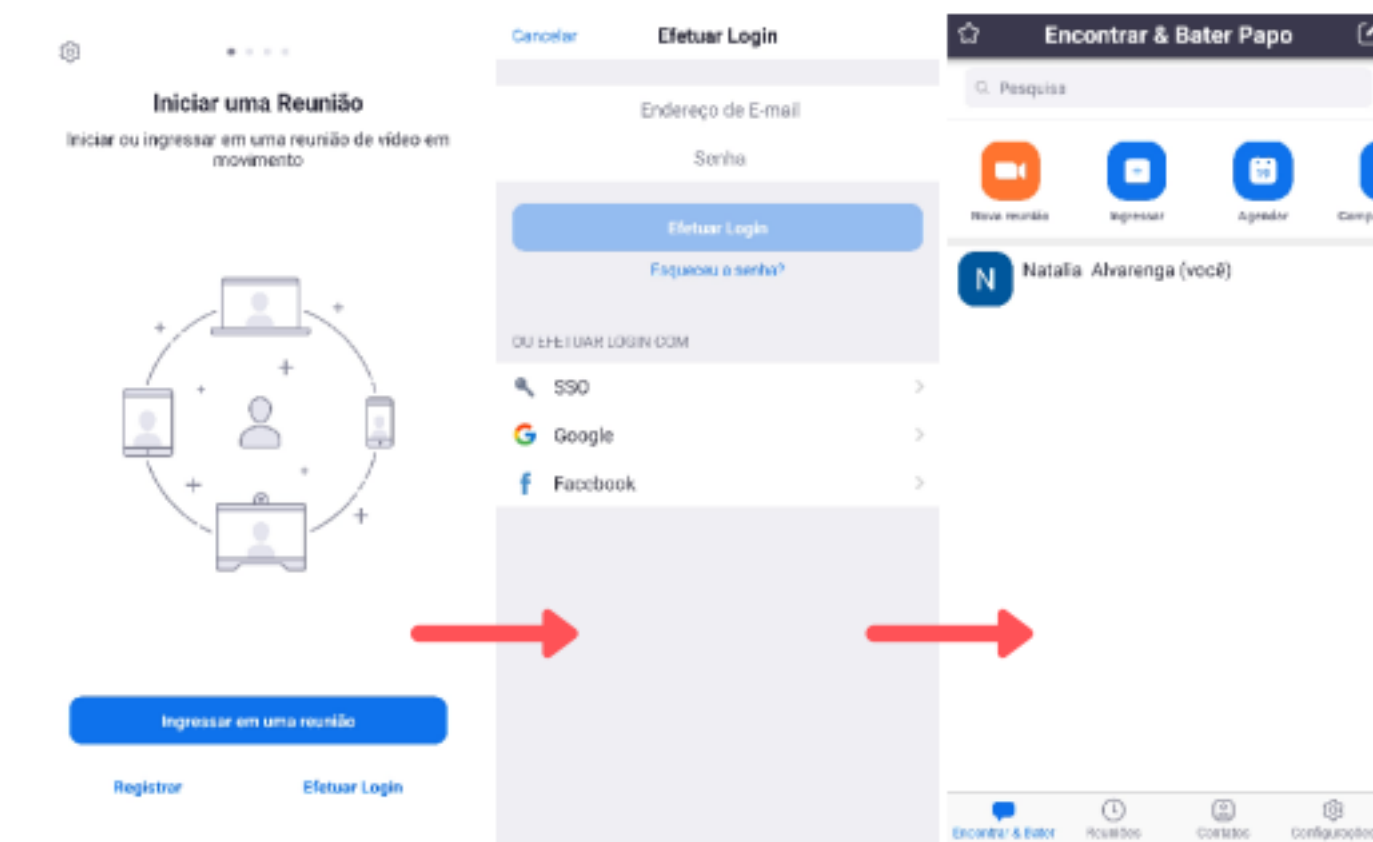 Iniciar uma Reunião
Iniciar ou ingressar em uma reunião de vídeo em
movimento
Ingressar em uma reunião
Registrar
Efetuar Login
Cancelar
Efetuar Login
Endereço de E-mail
Senha
Efetuar Login
Esqueceu a senha?
OU EFETUAR LOGIN COM
SSO
Google
Facebook
Encontrar & Bater Papo
Pesquisa
Nova reunião
Ingressar
Agendar
Comp
N
Natalia Alvarenga (você)
Encontrar & Bater
Reuniões
Contatos
Configurações